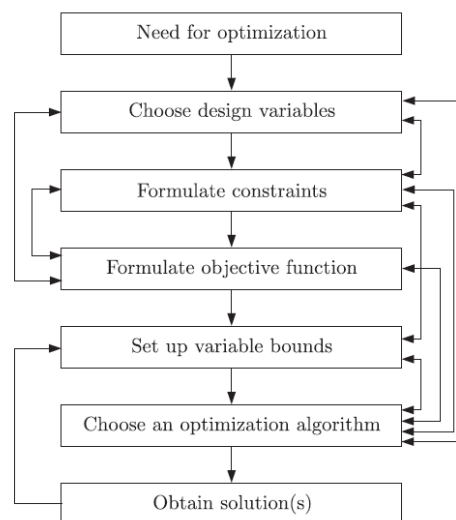 Need for optimization
Choose design variables
Formulate constraints
Formulate objective function
Set up variable bounds
Choose an optimization algorithm
Obtain solution(s)